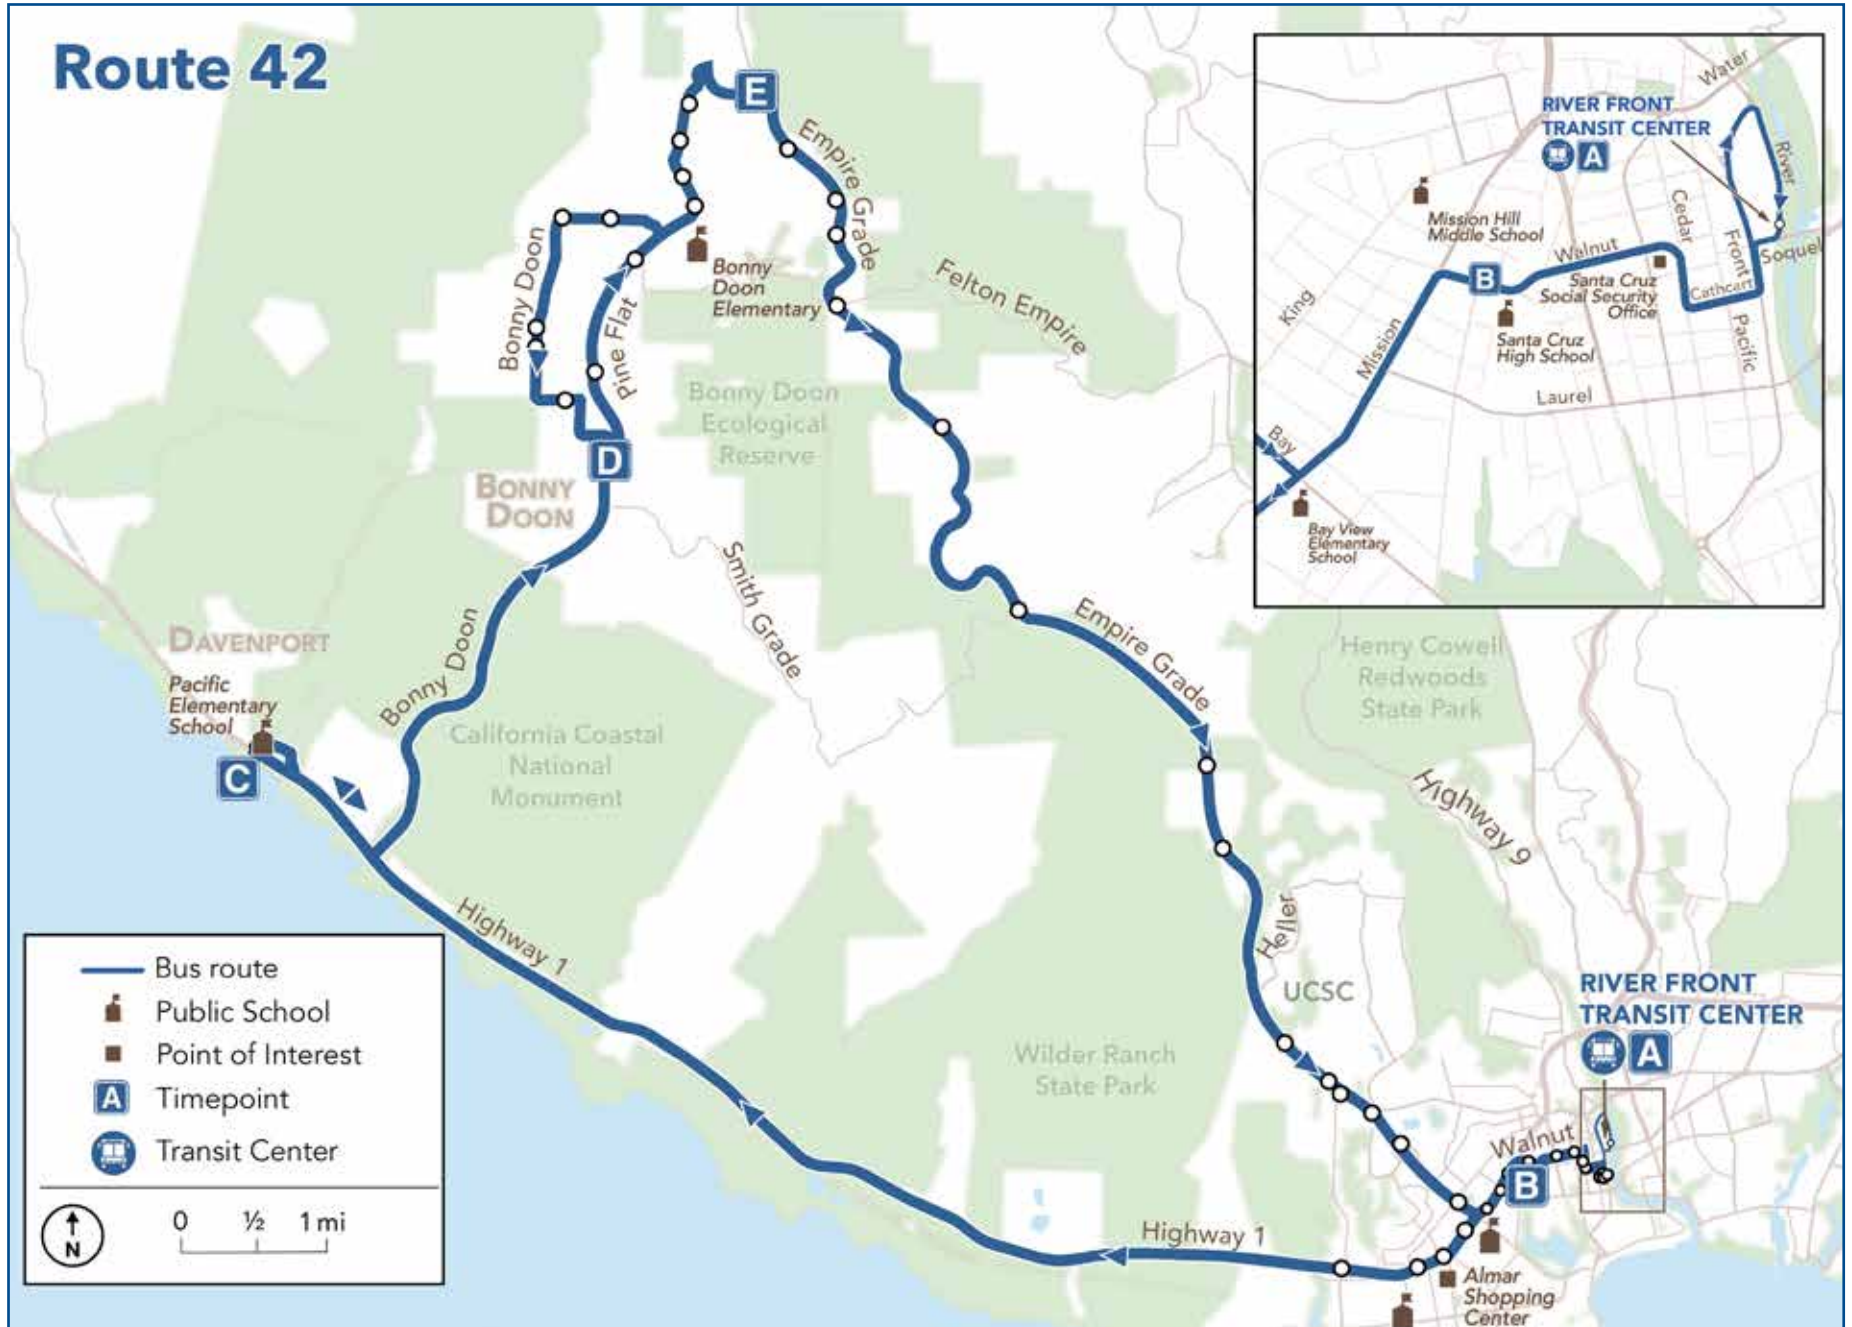 Route 42
E
Empire Grade
Bonny Doon
Pine Flat
Bonny
Doon
Elementary
Felton Empire
Bonny Doon
Ecological
Reserve
D
BONNY
DOON
Smith Grade
Bonny Doon
DAVENPORT
Pacific
Elementary
School
C
California Coastal
National
Monument
Empire Grade
Henry Cowell
Redwoods
State Park
Highway 9
Highway 1
Heller
UCSC
Wilder Ranch
State Park
RIVER FRONT
TRANSIT CENTER
A
Walnut
B
Highway 1
Almar
Shopping
Center
Water
RIVER FRONT
TRANSIT CENTER
A
River
Mission Hill
Middle School
Cedar
Front
Soquel
Walnut
B
Santa Cruz
Social Security
Office
Cathcart
King
Mission
Santa Cruz
High School
Pacific
Laurel
Bay
Bay View
Elementary
School
Bus route
Public School
Point of Interest
A Timepoint
Transit Center
N
0 ½ 1 mi